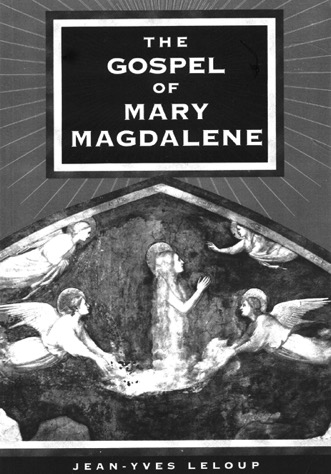 THE
GOSPEL
OF
MARY
MAGDALENE
JEAN-YVES LELOUP